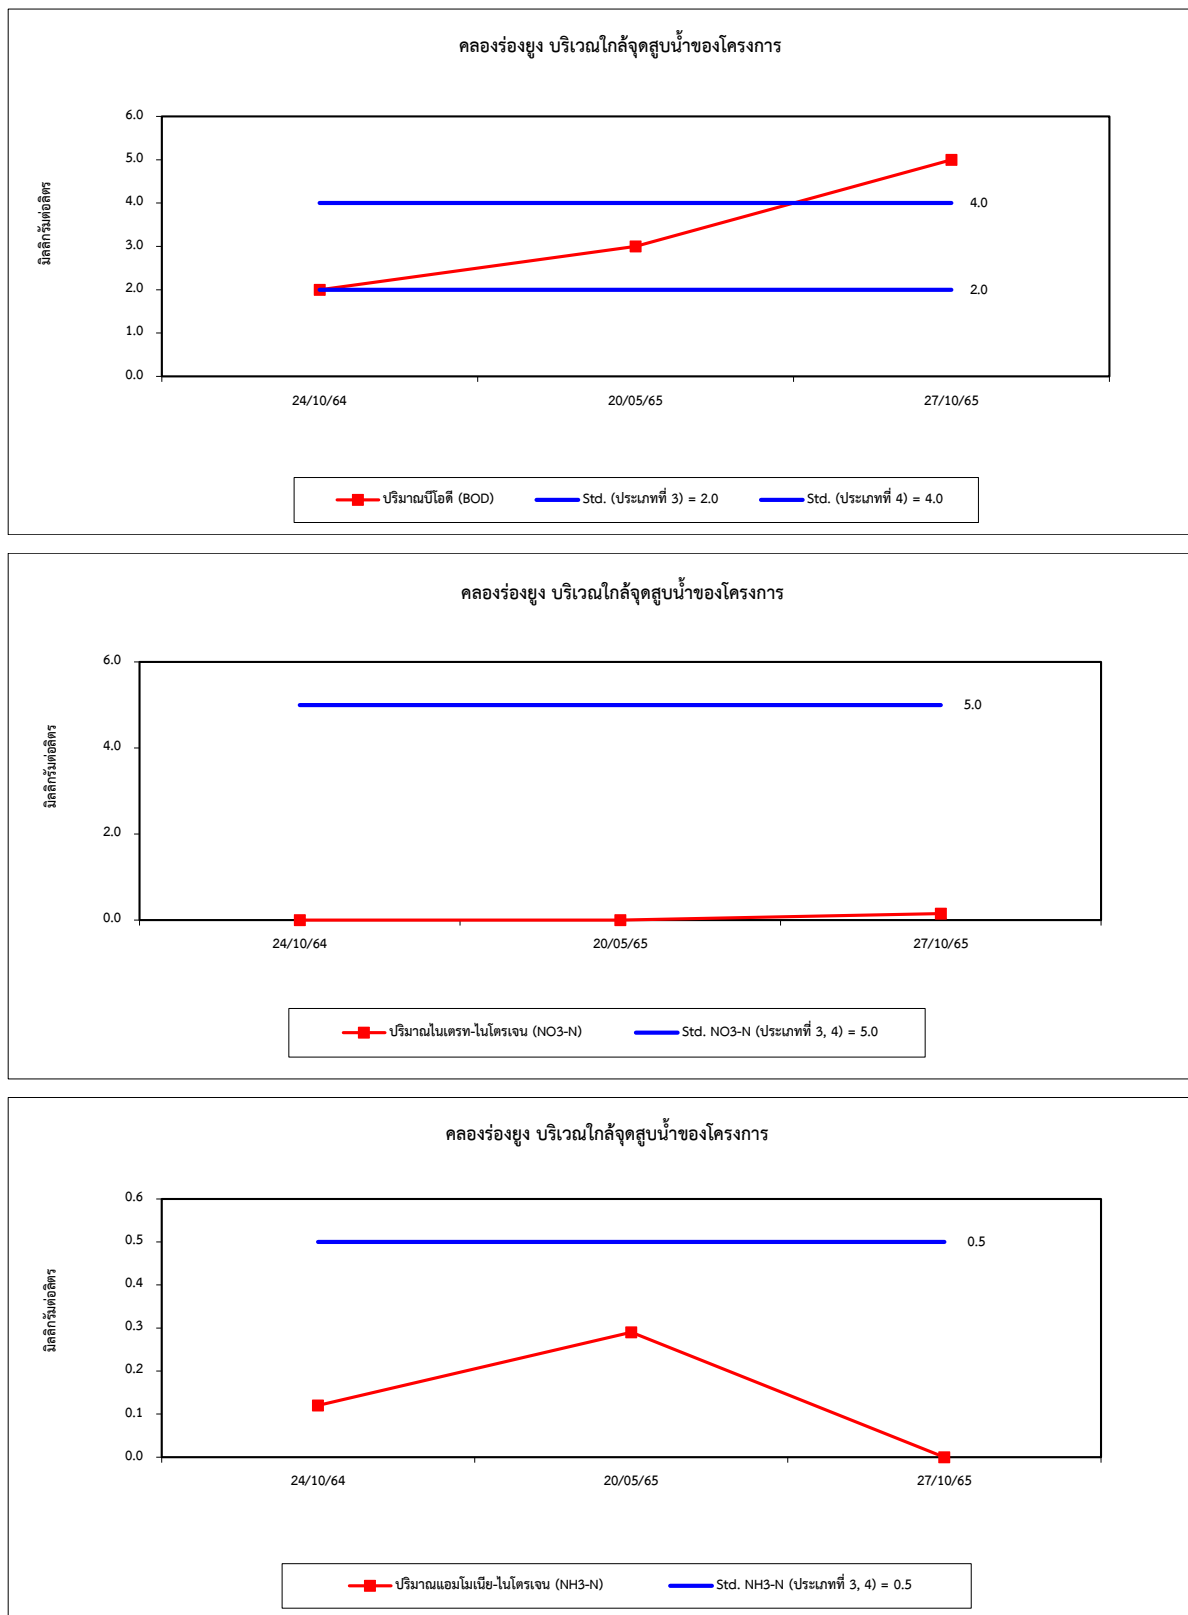 คลองร่องยูง บริเวณใกล้จุดสูบน้ำของโครงการ
มิลลิกรัมต่อลิตร
6.0
5.0
4.0
3.0
2.0
1.0
0.0
4.0
2.0
24/10/64 20/05/65 27/10/65
ปริมาณบีโอดี (BOD) Std. (ประเภทที่ 3) = 2.0 Std. (ประเภทที่ 4) = 4.0
คลองร่องยูง บริเวณใกล้จุดสูบน้ำของโครงการ
มิลลิกรัมต่อลิตร
6.0
4.0
2.0
0.0
5.0
24/10/64 20/05/65 27/10/65
ปริมาณไนเตรท-ไนโตรเจน (NO3-N) Std. NO3-N (ประเภทที่ 3, 4) = 5.0
คลองร่องยูง บริเวณใกล้จุดสูบน้ำของโครงการ
มิลลิกรัมต่อลิตร
0.6
0.5
0.4
0.3
0.2
0.1
0.0
0.5
24/10/64 20/05/65 27/10/65
ปริมาณแอมโมเนีย-ไนโตรเจน (NH3-N) Std. NH3-N (ประเภทที่ 3, 4) = 0.5